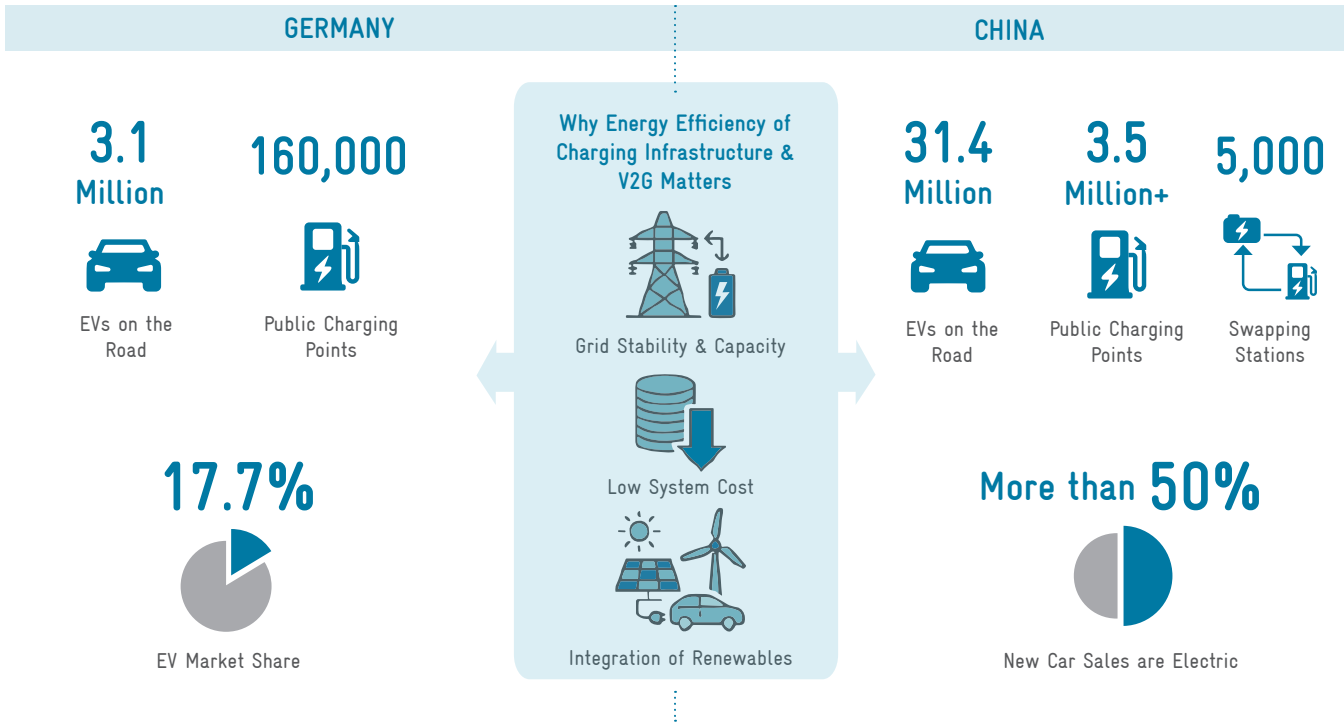 GERMANY
3.1
Million
EVs on the
Road
160,000
Public Charging
Points
17.7%
EV Market Share
Why Energy Efficiency of
Charging Infrastructure &
V2G Matters
Grid Stability & Capacity
Low System Cost
Integration of Renewables
CHINA
31.4
Million
EVs on the
Road
3.5
Million+
Public Charging
Points
5,000
Swapping
Stations
More than 50%
New Car Sales are Electric